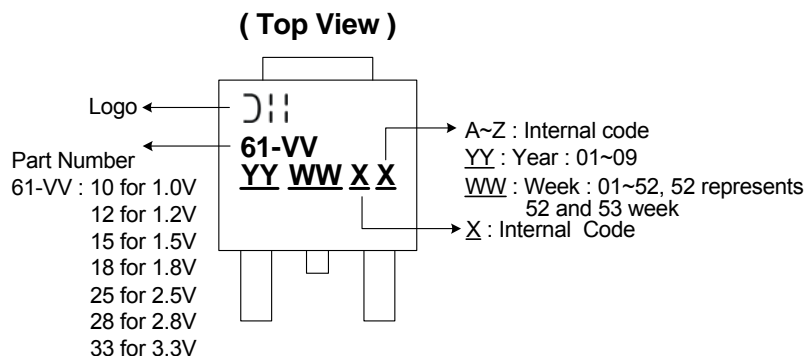 ( Top View )
Logo
61-VV
YY WW X X
Part Number
61-VV : 10 for 1.0V
12 for 1.2V
15 for 1.5V
18 for 1.8V
25 for 2.5V
28 for 2.8V
33 for 3.3V
A~Z : Internal code
YY : Year : 01~09
WW : Week : 01~52, 52 represents
52 and 53 week
X : Internal Code